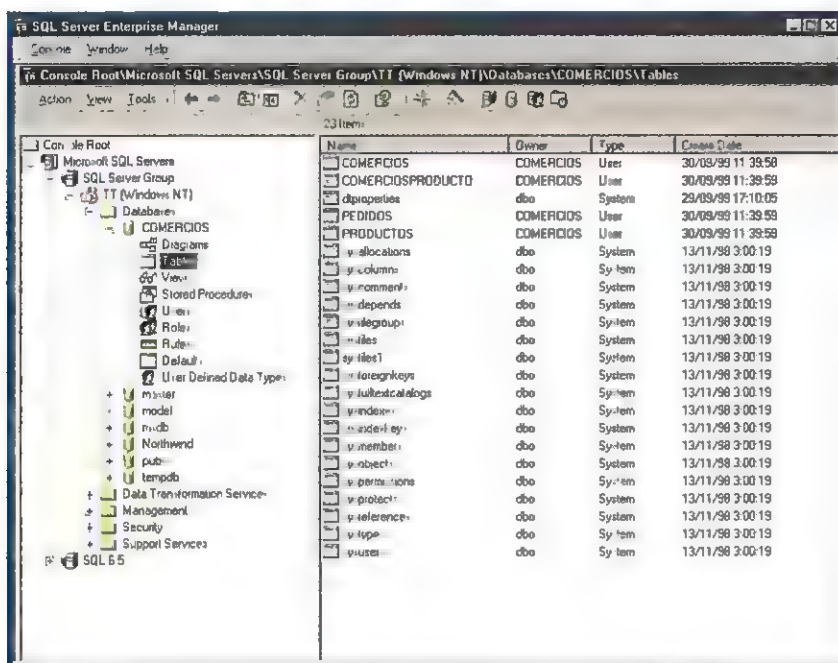 SQL Server Enterprise Manager
Window Help
Console Root\Microsoft SQL Servers\SQL Server Group\TT (Windows NT)\Databases\COMERCIOS\Tables
Action View Tools
23 Items
Console Root
Microsoft SQL Servers
SQL Server Group
TT (Windows NT)
Databases
COMERCIOS
Diagrams
Tables
Views
Stored Procedures
Users
Roles
Rules
Defaults
User Defined Data Types
master
model
msdb
Northwind
pubs
tempdb
Data Transformation Services
Management
Security
Support Services
SQL 6.5
Name Owner Type Create Date
COMERCIOS COMERCIOS User 30/09/99 11:39:58
COMERCIOSPRODUCTO COMERCIOS User 30/09/99 11:39:59
dtproperties dbo System 29/09/99 17:10:05
PEDIDOS COMERCIOS User 30/09/99 11:39:59
PRODUCTOS COMERCIOS User 30/09/99 11:39:59
sysallocations dbo System 13/11/98 3:00:19
syscolumns dbo System 13/11/98 3:00:19
syscomments dbo System 13/11/98 3:00:19
sysdepends dbo System 13/11/98 3:00:19
sysfilegroups dbo System 13/11/98 3:00:19
sysfiles dbo System 13/11/98 3:00:19
sysfiles1 dbo System 13/11/98 3:00:19
sysforeignkeys dbo System 13/11/98 3:00:19
sysfulltextcatalogs dbo System 13/11/98 3:00:19
sysindexes dbo System 13/11/98 3:00:19
sysindexkeys dbo System 13/11/98 3:00:19
sysmembers dbo System 13/11/98 3:00:19
sysobjects dbo System 13/11/98 3:00:19
syspermissions dbo System 13/11/98 3:00:19
sysprotects dbo System 13/11/98 3:00:19
sysreferences dbo System 13/11/98 3:00:19
systypes dbo System 13/11/98 3:00:19
sysusers dbo System 13/11/98 3:00:19